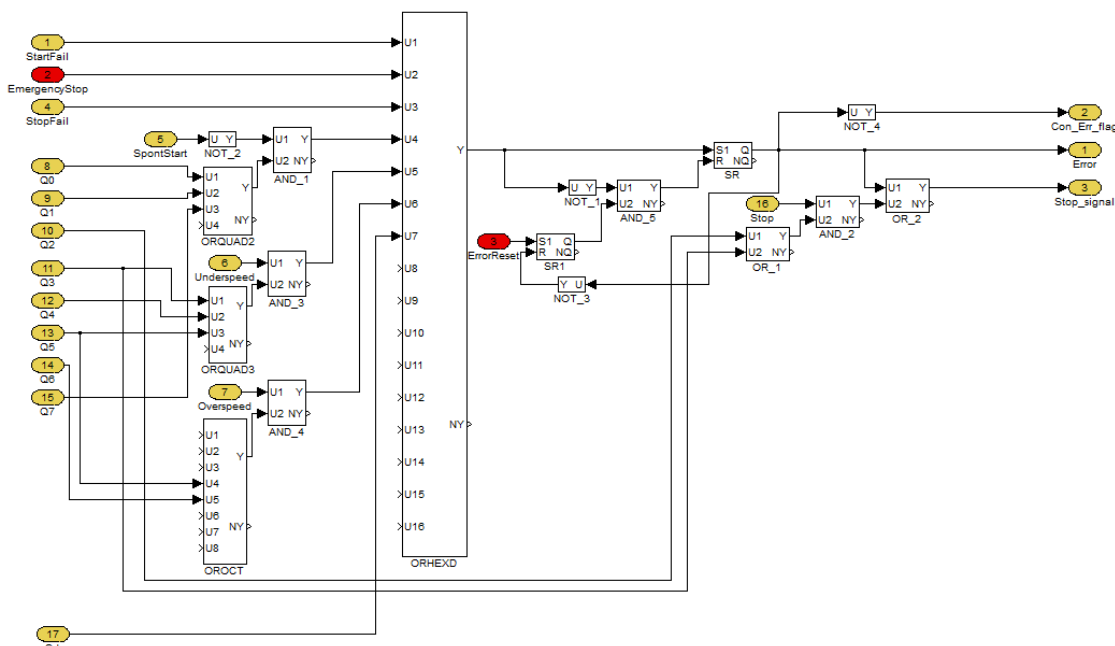 1
StartFail
2
EmergencyStop
4
StopFail
5
SpontStart
U Y
NOT_2
U1 Y
U2 NY
AND_1
8
Q0
9
Q1
10
Q2
11
Q3
12
Q4
13
Q5
14
Q6
15
Q7
U1
U2
U3
U4
Y
NY
ORQUAD2
6
Underspeed
U1 Y
U2 NY
AND_3
U1
U2
U3
U4
Y
NY
ORQUAD3
7
Overspeed
U1 Y
U2 NY
AND_4
U1
U2
U3
U4
U5
U6
U7
U8
Y
NY
OROCT
U1
U2
U3
U4
U5
U6
U7
U8
U9
U10
U11
U12
U13
U14
U15
U16
Y
NY
ORHEXD
U Y
NOT_1
U1 Y
U2 NY
AND_5
3
ErrorReset
S1 Q
R NQ
SR1
Y U
NOT_3
S1 Q
R NQ
SR
U Y
NOT_4
2
Con_Err_flag
1
Error
3
Stop_signal
16
Stop
U1 Y
U2 NY
OR_1
U1 Y
U2 NY
AND_2
U1 Y
U2 NY
OR_2
17